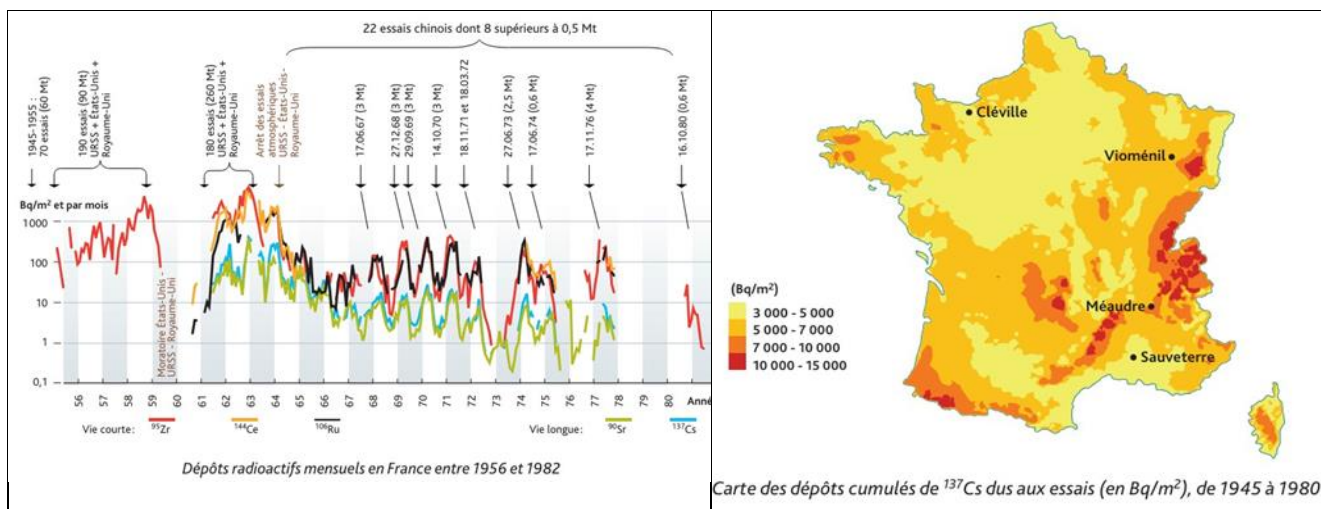 22 essais chinois dont 8 supérieurs à 0,5 Mt
1945-1955 :
70 essais (60 Mt)
190 essais (90 Mt)
URSS + États-Unis +
Royaume-Uni
180 essais (260 Mt)
URSS + États-Unis +
Royaume-Uni
Arrêt des essais
atmosphériques
URSS - États-Unis-
Royaume-Uni
17.06.67 (3 Mt)
27.12.68 (3 Mt)
29.09.69 (3 Mt)
14.10.70 (3 Mt)
18.11.71 et 18.03.72
27.06.73 (2,5 Mt)
17.06.74 (0,6 Mt)
17.11.76 (4 Mt)
16.10.80 (0,6 Mt)
Bq/m² et par mois
1000
100
10
1
0,1
Moratoire États-Unis -
URSS - Royaume-Uni
56 57 58 59 60 61 62 63 64 65 66 67 68 69 70 71 72 73 74 75 76 77 78 79 80 81 Anné
Vie courte: ⁹⁵Zr ¹⁴⁴Ce ¹⁰⁶Ru Vie longue: ⁹⁰Sr ¹³⁷Cs
Dépôts radioactifs mensuels en France entre 1956 et 1982
Cléville
Vioménil
Méaudre
Sauveterre
(Bq/m²)
3 000 - 5 000
5 000 - 7 000
7 000 - 10 000
10 000 - 15 000
Carte des dépôts cumulés de ¹³⁷Cs dus aux essais (en Bq/m²), de 1945 à 1980